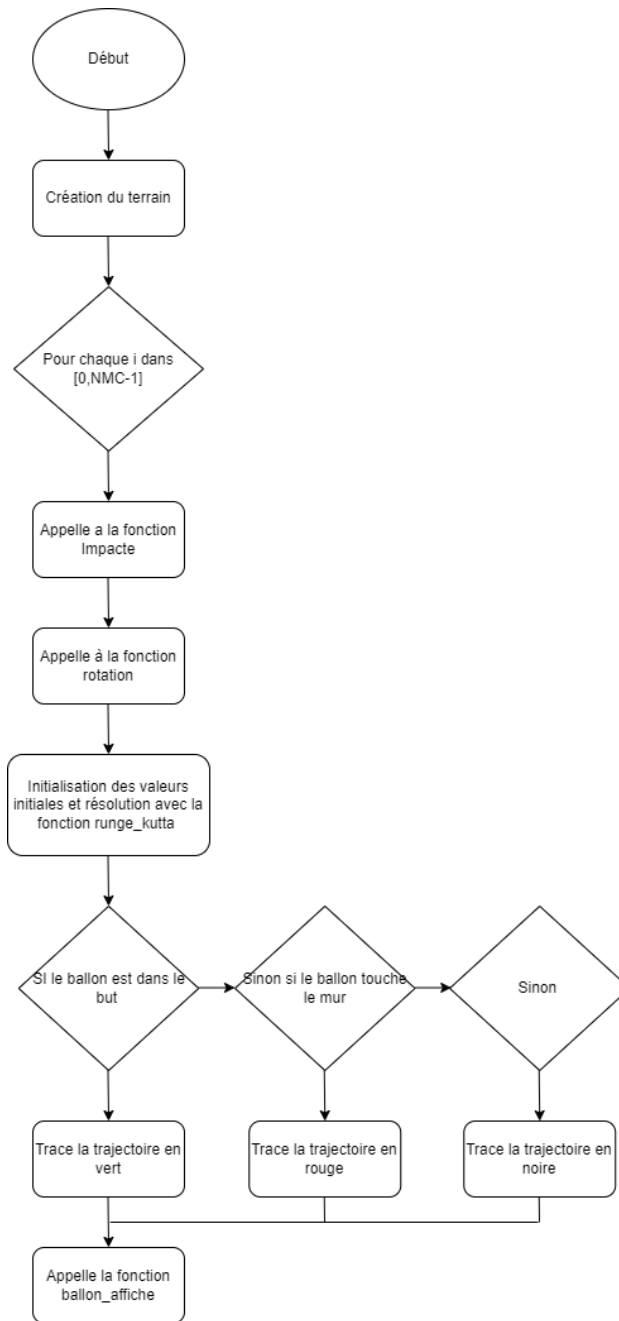 Début
Création du terrain
Pour chaque i dans
[0,NMC-1]
Appelle a la fonction
Impacte
Appelle à la fonction
rotation
Initialisation des valeurs
initiales et résolution avec la
fonction runge_kutta
SI le ballon est dans le
but
Sinon si le ballon touche
le mur
Sinon
Trace la trajectoire en
vert
Trace la trajectoire en
rouge
Trace la trajectoire en
noire
Appelle la fonction
ballon_affiche